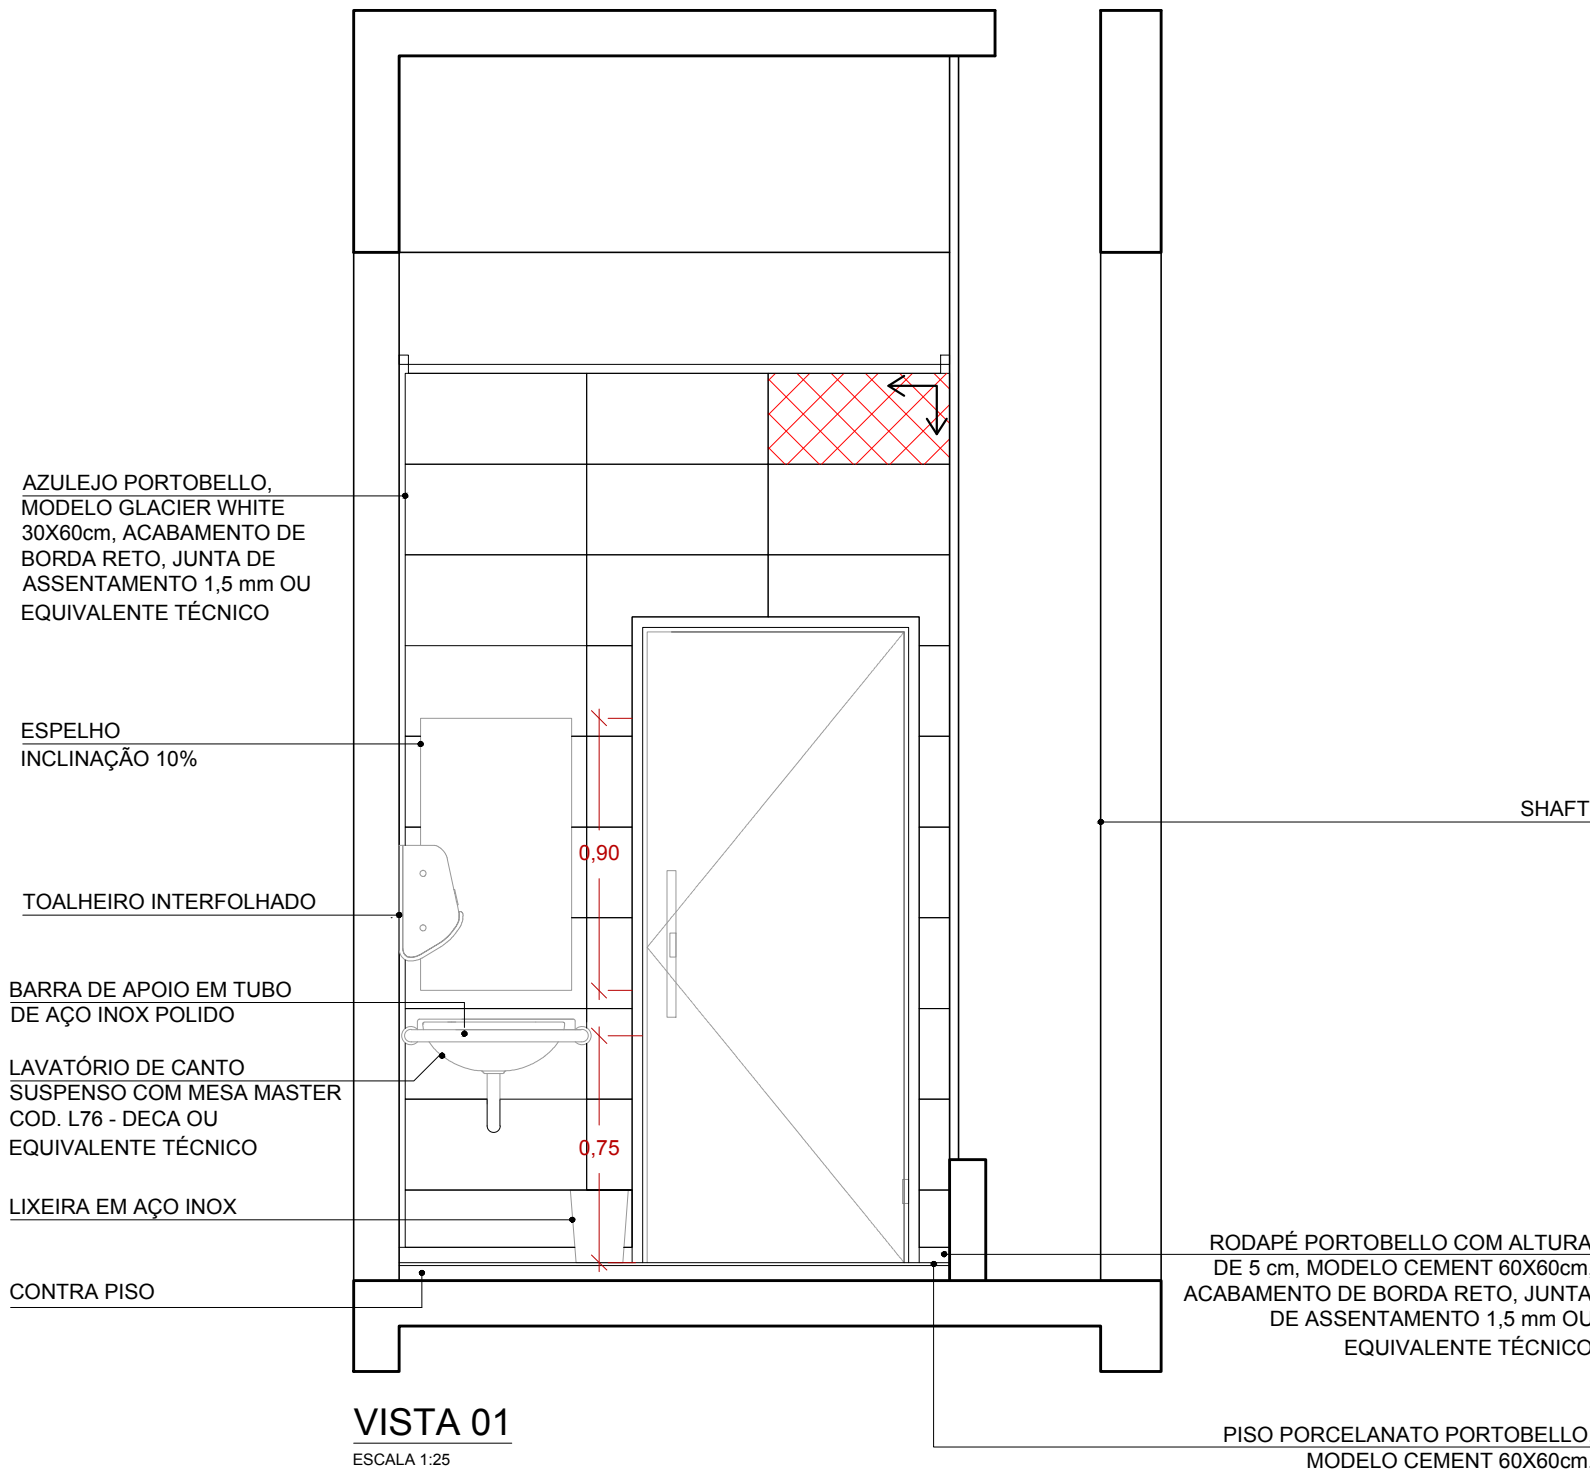 AZULEJO PORTOBELLO,
MODELO GLACIER WHITE
30X60cm, ACABAMENTO DE
BORDA RETO, JUNTA DE
ASSENTAMENTO 1,5 mm OU
EQUIVALENTE TÉCNICO
ESPELHO
INCLINAÇÃO 10%
SHAFT
0,90
TOALHEIRO INTERFOLHADO
BARRA DE APOIO EM TUBO
DE AÇO INOX POLIDO
LAVATÓRIO DE CANTO
SUSPENSO COM MESA MASTER
COD. L76 - DECA OU
EQUIVALENTE TÉCNICO
0,75
LIXEIRA EM AÇO INOX
CONTRA PISO
RODAPÉ PORTOBELLO COM ALTURA
DE 5 cm, MODELO CEMENT 60X60cm,
ACABAMENTO DE BORDA RETO, JUNTA
DE ASSENTAMENTO 1,5 mm OU
EQUIVALENTE TÉCNICO
VISTA 01
ESCALA 1:25
PISO PORCELANATO PORTOBELLO,
MODELO CEMENT 60X60cm,